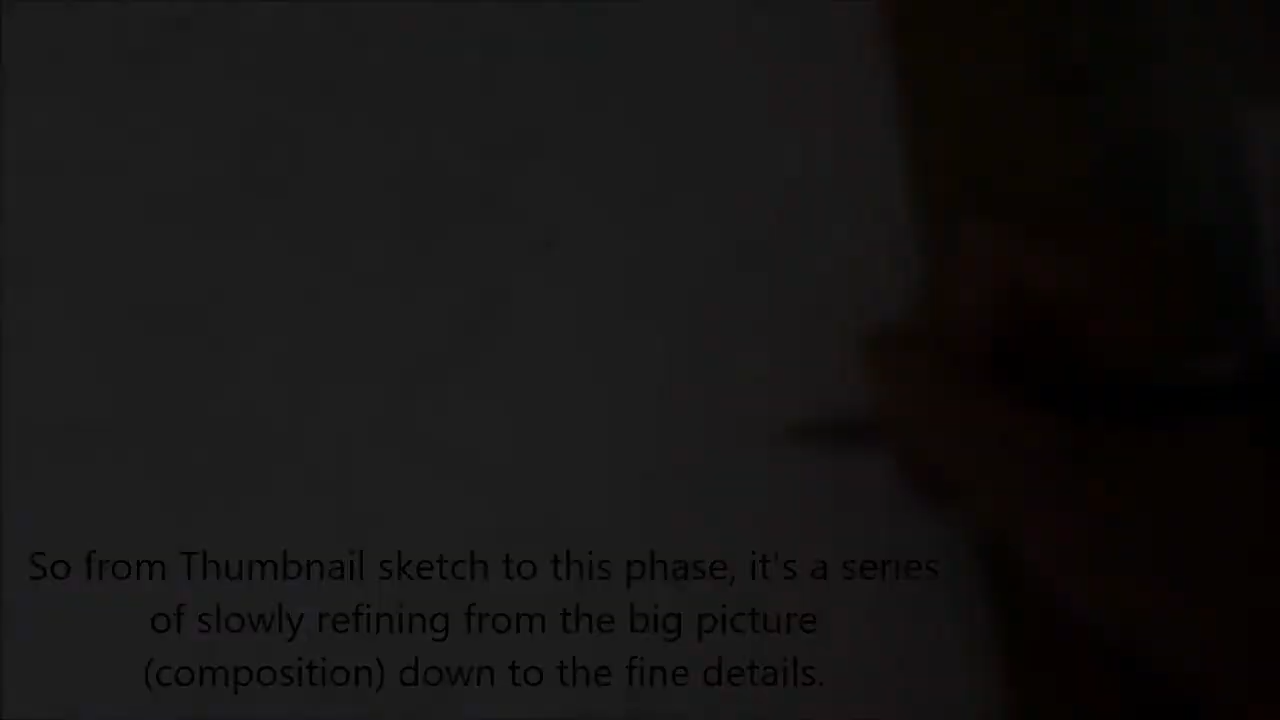 So from Thumbnail sketch to this phase, it's a series
of slowly refining from the big picture
(composition) down to the fine details.